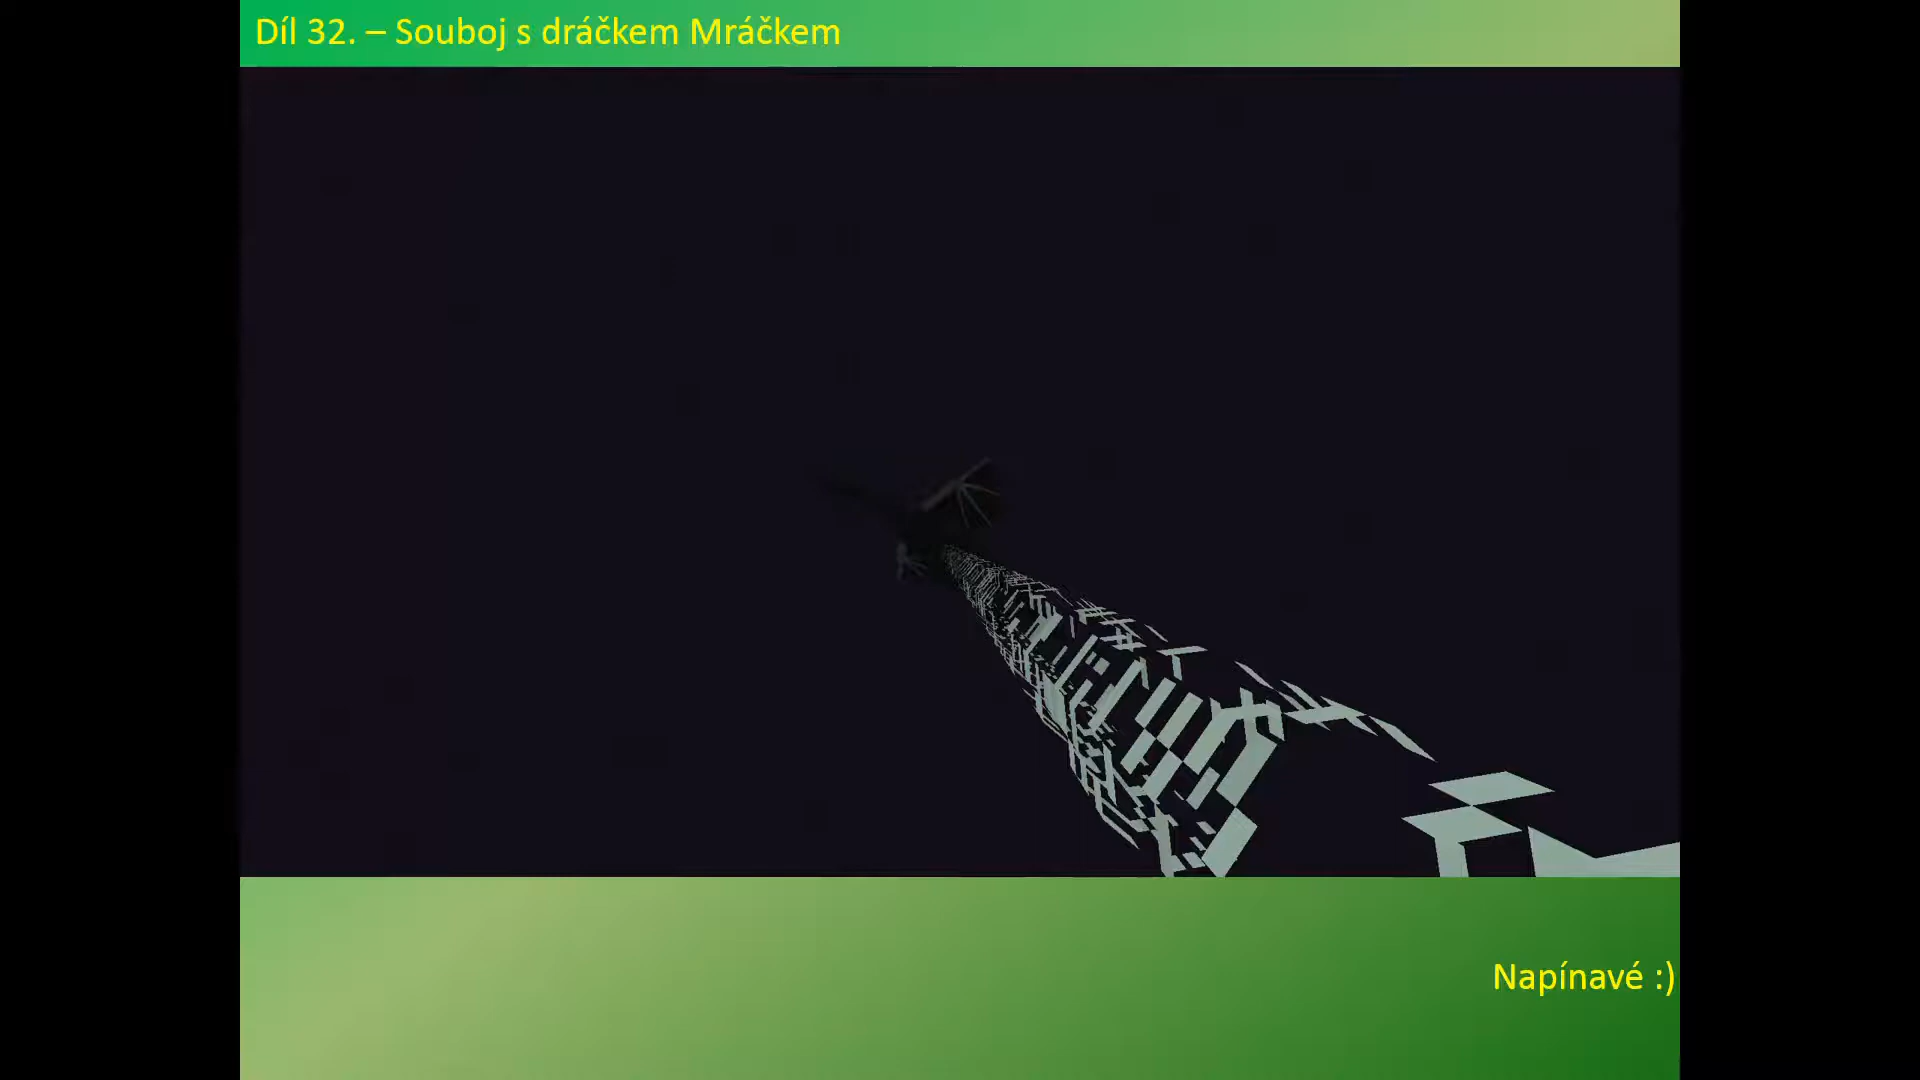 Díl 32. – Souboj s dráčkem Mráčkem
Napínavé :)